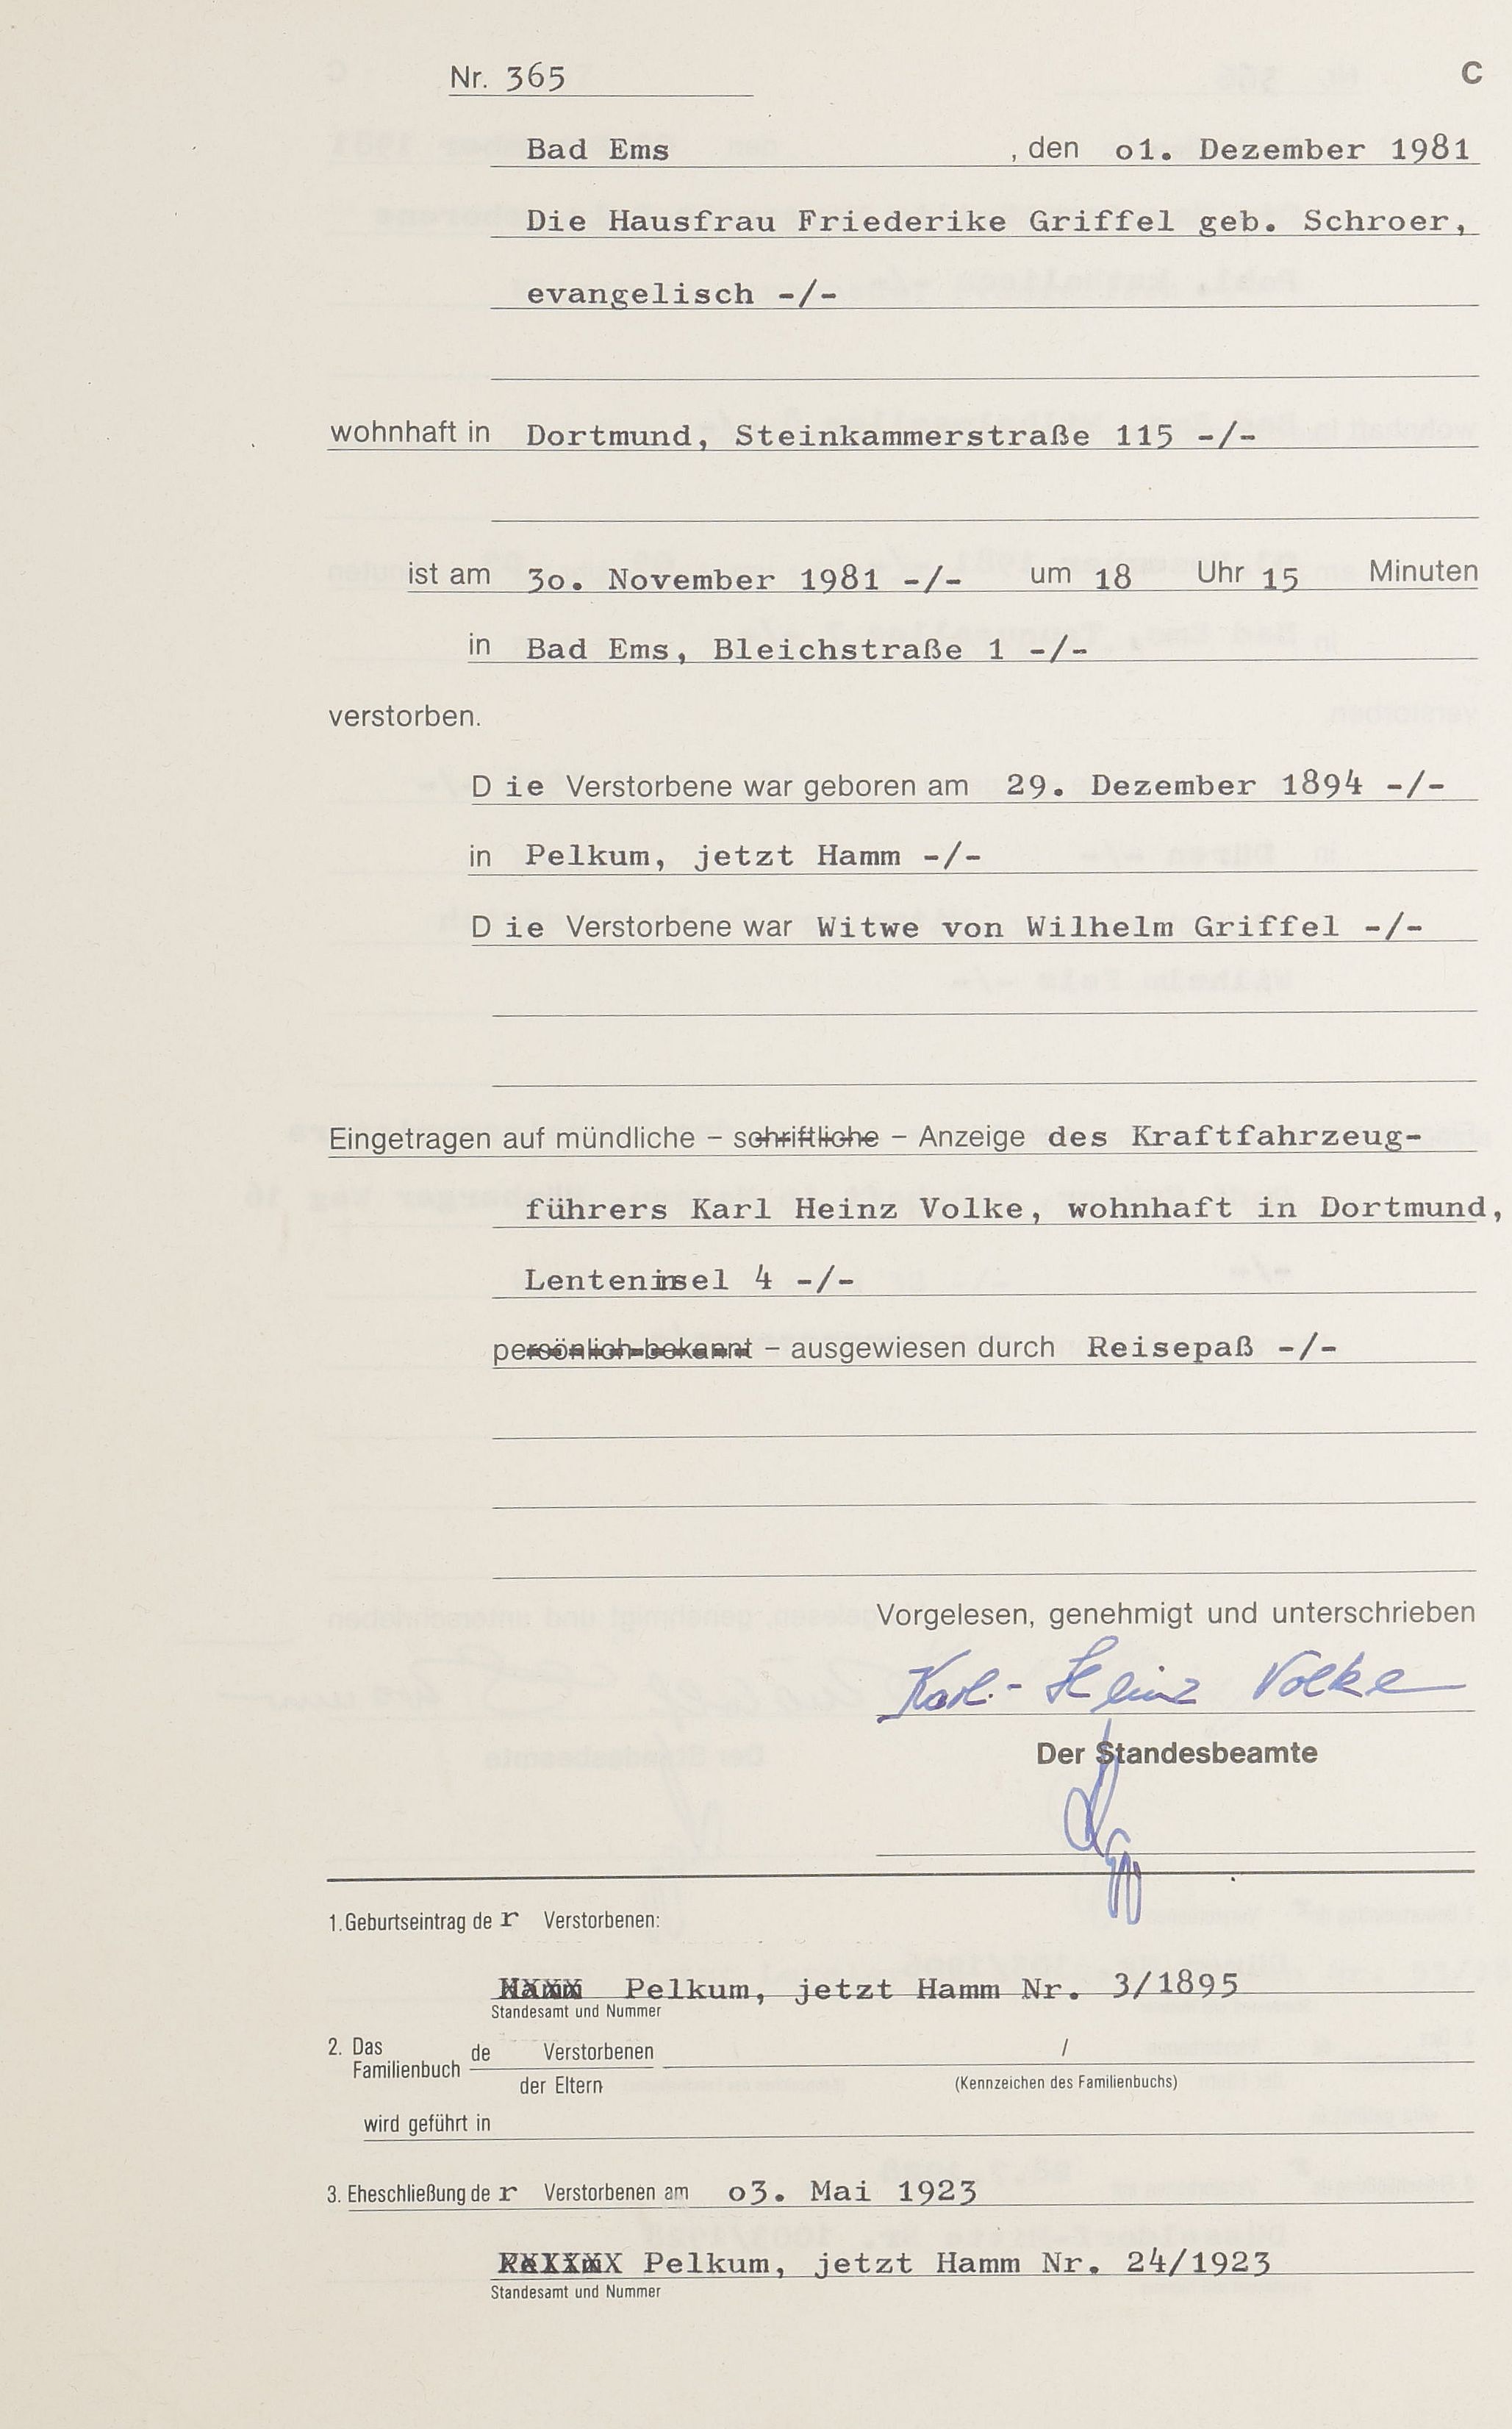 Nr. 365
C
Bad Ems , den o1. Dezember 1981
Die Hausfrau Friederike Griffel geb. Schroer,
evangelisch -/-
wohnhaft in Dortmund, Steinkammerstraße 115 -/-
ist am 3o. November 1981 -/- um 18 Uhr 15 Minuten
in Bad Ems, Bleichstraße 1 -/-
verstorben.
D ie Verstorbene war geboren am 29. Dezember 1894 -/-
in Pelkum, jetzt Hamm -/-
D ie Verstorbene war Witwe von Wilhelm Griffel -/-
Eingetragen auf mündliche – schriftliche – Anzeige des Kraftfahrzeug-
führers Karl Heinz Volke, wohnhaft in Dortmund,
Lenteninsel 4 -/-
persönlich bekannt – ausgewiesen durch Reisepaß -/-
Vorgelesen, genehmigt und unterschrieben
Karl-Heinz Volke
Der Standesbeamte
1. Geburtseintrag de r Verstorbenen:
Hamm Pelkum, jetzt Hamm Nr. 3/1895
Standesamt und Nummer
2. Das Familienbuch de Verstorbenen /
der Eltern (Kennzeichen des Familienbuchs)
wird geführt in
3. Eheschließung de r Verstorbenen am o3. Mai 1923
Pelkum, jetzt Hamm Nr. 24/1923
Standesamt und Nummer